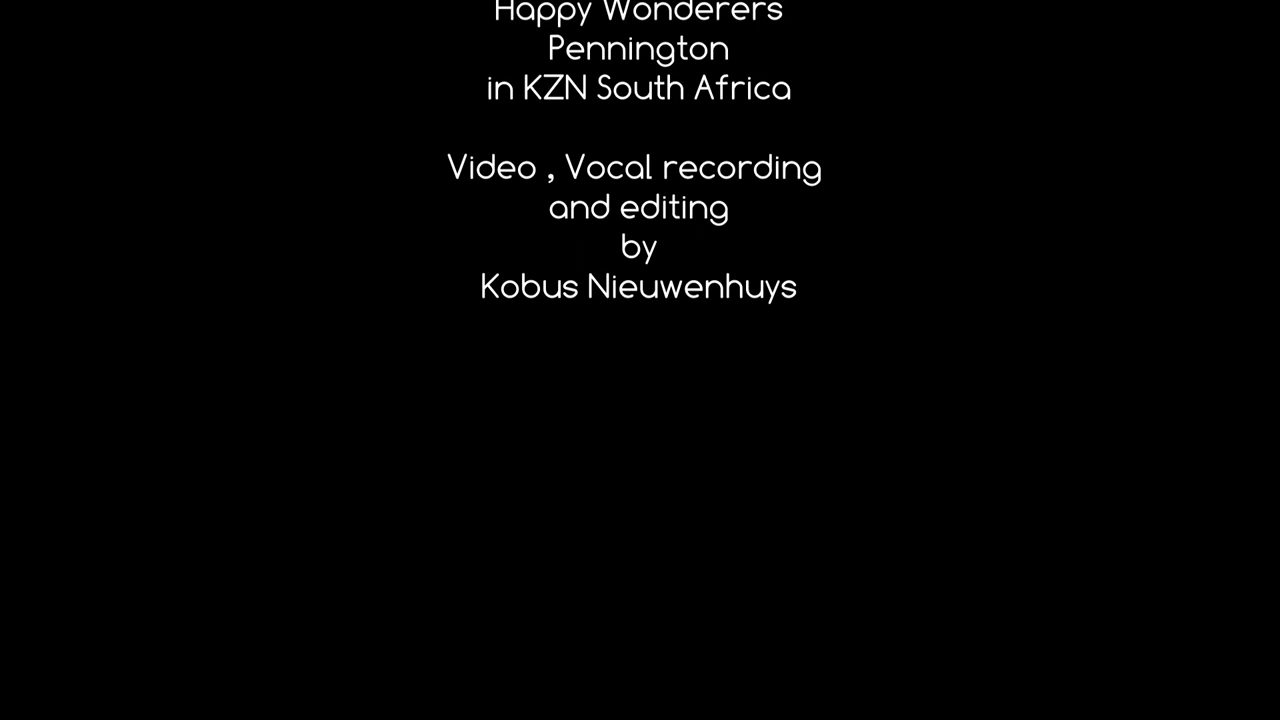 Happy Wonderers
Pennington
in KZN South Africa
Video , Vocal recording
and editing
by
Kobus Nieuwenhuys